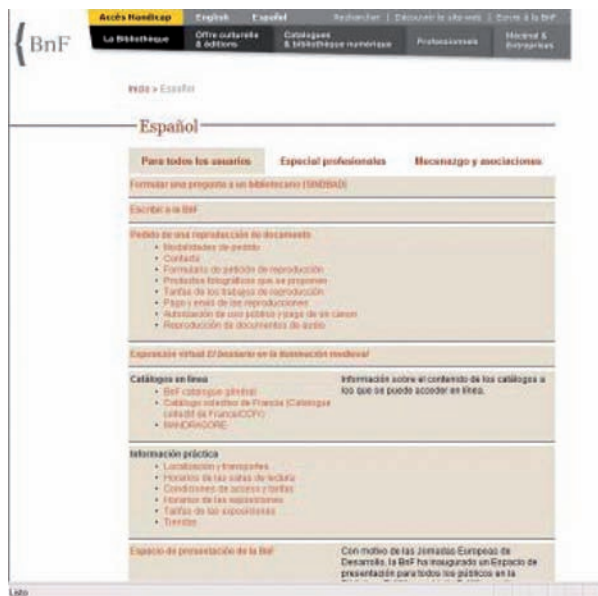 Accès Handicap English Español Rechercher | Découvrir le site web | Ecrire à la BnF
BnF
La Bibliothèque
Offre culturelle
& éditions
Catalogues
& bibliothèque numérique
Professionnels
Mécénat &
Entreprises
Inicio > Español
Español
Para todos los usuarios Especial profesionales Mecenazgo y asociaciones
Formular una pregunta a un bibliotecario (SINDBAD)
Escribir a la BnF
Pedido de una reproducción de documento
• Modalidades de pedido
• Contacto
• Formulario de petición de reproducción
• Productos fotográficos que se proponen
• Tarifas de los trabajos de reproducción
• Pago y envío de las reproducciones
• Autorización de uso público y pago de un canon
• Reproducción de documentos de audio
Exposición virtual El bestiario en la iluminación medieval
Catálogos en línea
• BnF catalogue général
• Catálogo colectivo de Francia (Catalogue
collectif de France/CCFr)
• MANDRAGORE
Información sobre el contenido de los catálogos a
los que se puede acceder en línea.
Información práctica
• Localización y transportes
• Horarios de las salas de lectura
• Condiciones de acceso y tarifas
• Horarios de las exposiciones
• Tarifas de las exposiciones
• Tiendas
Espacio de presentación de la BnF
Con motivo de las Jornadas Europeas de
Desarrollo, la BnF ha inaugurado un Espacio de
presentación para todos los públicos en la
Listo